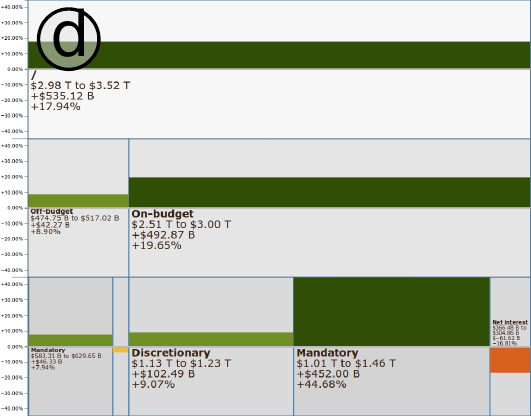 +40.00%
+30.00%
+20.00%
+10.00%
0.00%
−10.00%
−20.00%
−30.00%
−40.00%
d
/
$2.98 T to $3.52 T
+$535.12 B
+17.94%
+40.00%
+30.00%
+20.00%
+10.00%
0.00%
−10.00%
−20.00%
−30.00%
−40.00%
Off-budget
$474.75 B to $517.02 B
+$42.27 B
+8.90%
On-budget
$2.51 T to $3.00 T
+$492.87 B
+19.65%
+40.00%
+30.00%
+20.00%
+10.00%
0.00%
−10.00%
−20.00%
−30.00%
−40.00%
Mandatory
$583.31 B to $629.65 B
+$46.33 B
+7.94%
Discretionary
$1.13 T to $1.23 T
+$102.49 B
+9.07%
Mandatory
$1.01 T to $1.46 T
+$452.00 B
+44.68%
Net interest
$366.48 B to
$304.86 B
$−61.62 B
−16.81%